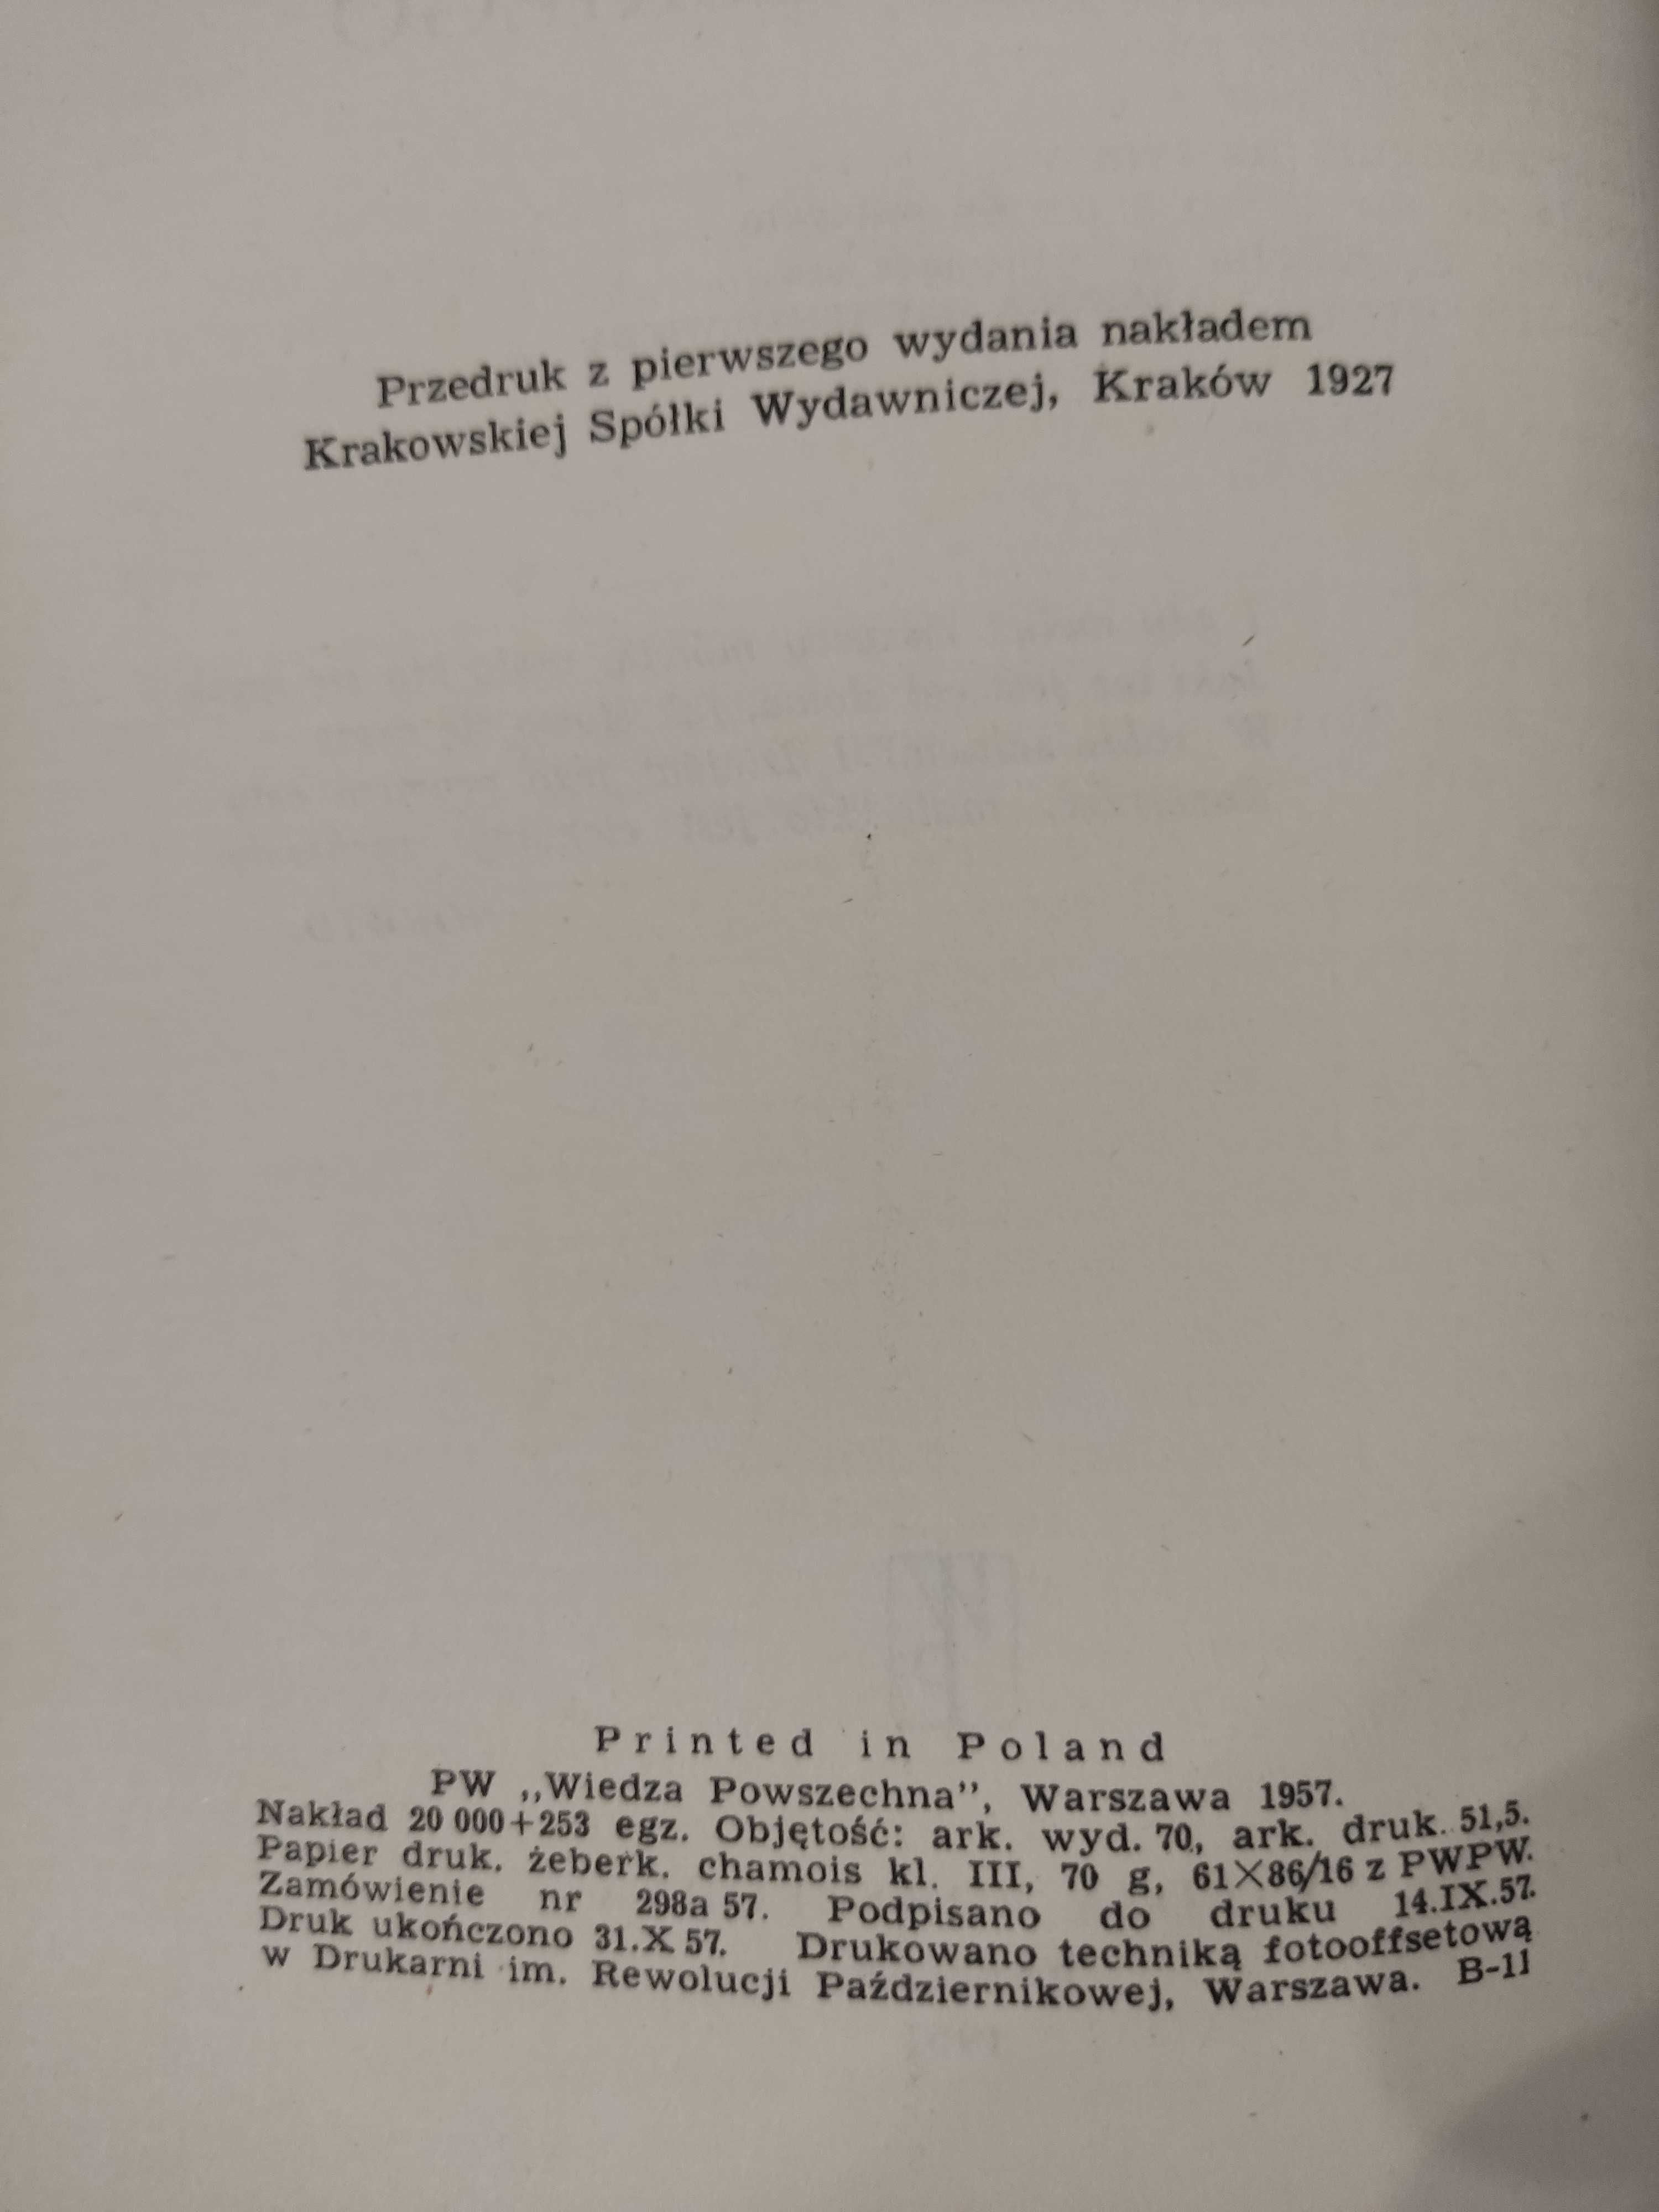 Przedruk z pierwszego wydania nakładem
Krakowskiej Spółki Wydawniczej, Kraków 1927
Printed in Poland
PW „Wiedza Powszechna”, Warszawa 1957.
Nakład 20 000+253 egz. Objętość: ark. wyd. 70, ark. druk. 51,5.
Papier druk. żeberk. chamois kl. III, 70 g, 61×86/16 z PWPW.
Zamówienie nr 298a 57. Podpisano do druku 14.IX.57.
Druk ukończono 31.X 57. Drukowano techniką fotooffsetową
w Drukarni im. Rewolucji Październikowej, Warszawa. B-11